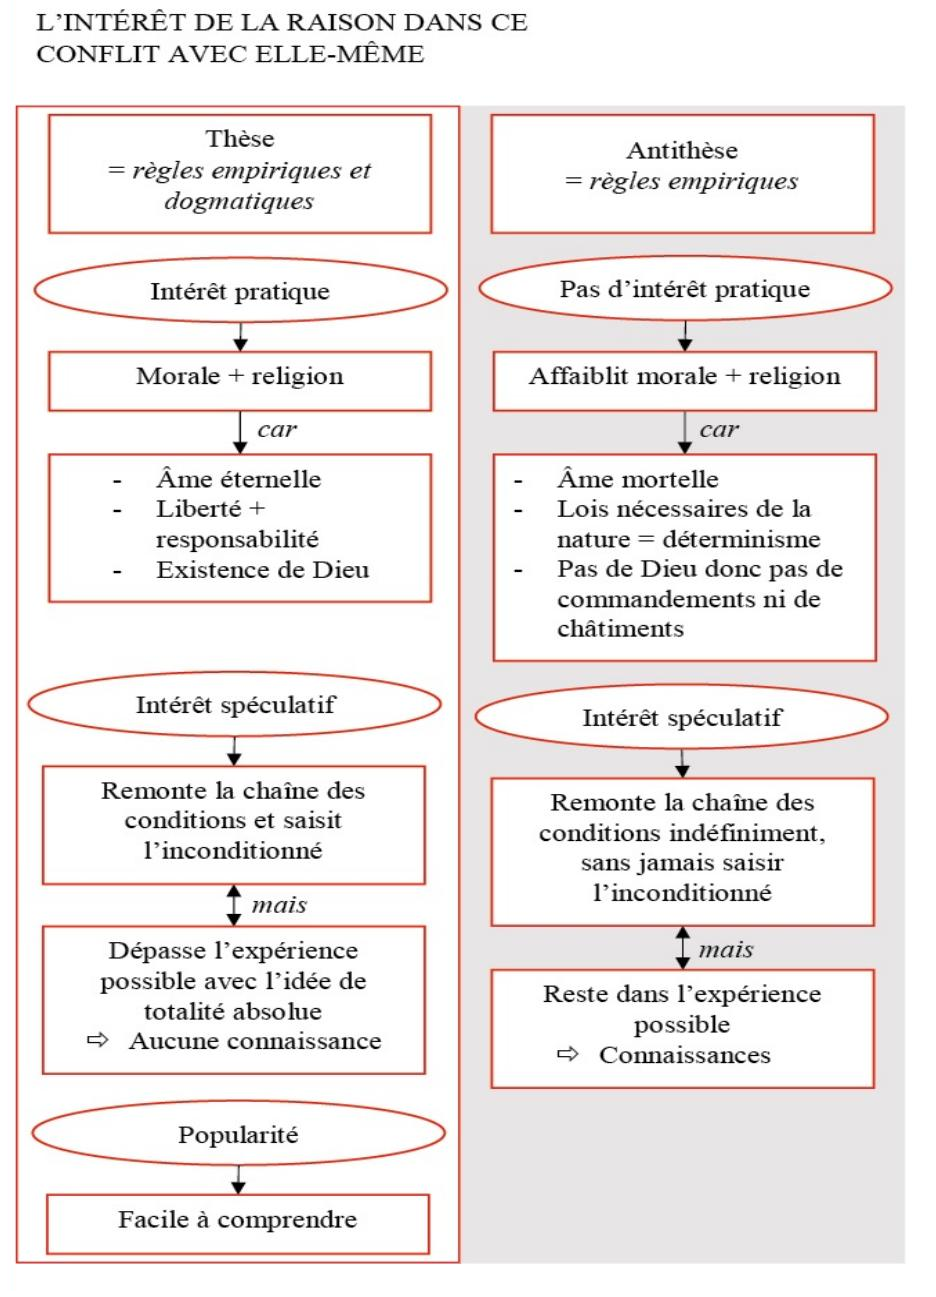 L’INTÉRÊT DE LA RAISON DANS CE
CONFLIT AVEC ELLE-MÊME
Thèse
= règles empiriques et
dogmatiques
Intérêt pratique
Morale + religion
car
- Âme éternelle
- Liberté +
responsabilité
- Existence de Dieu
Intérêt spéculatif
Remonte la chaîne des
conditions et saisit
l’inconditionné
mais
Dépasse l’expérience
possible avec l’idée de
totalité absolue
⇨ Aucune connaissance
Popularité
Facile à comprendre
Antithèse
= règles empiriques
Pas d’intérêt pratique
Affaiblit morale + religion
car
- Âme mortelle
- Lois nécessaires de la
nature = déterminisme
- Pas de Dieu donc pas de
commandements ni de
châtiments
Intérêt spéculatif
Remonte la chaîne des
conditions indéfiniment,
sans jamais saisir
l’inconditionné
mais
Reste dans l’expérience
possible
⇨ Connaissances